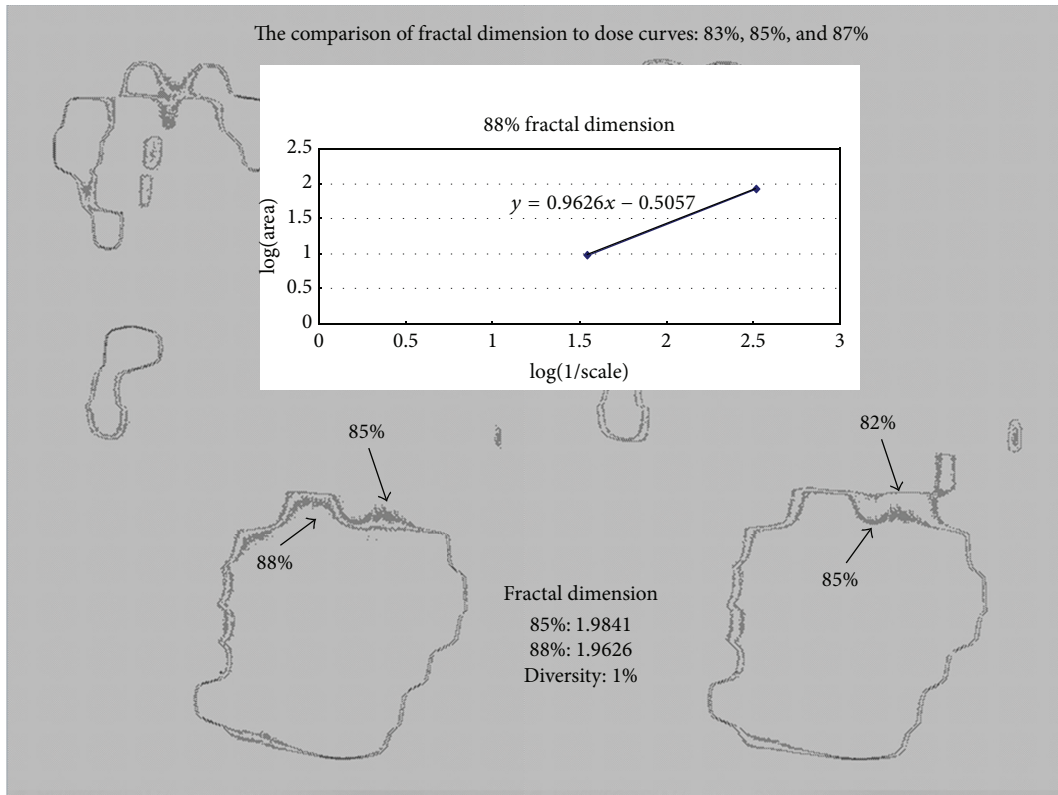 The comparison of fractal dimension to dose curves: 83%, 85%, and 87%
88% fractal dimension
2.5
2
1.5
1
0.5
0
log(area)
y = 0.9626x − 0.5057
0
0.5
1
1.5
2
2.5
3
log(1/scale)
85%
88%
82%
85%
Fractal dimension
85%: 1.9841
88%: 1.9626
Diversity: 1%